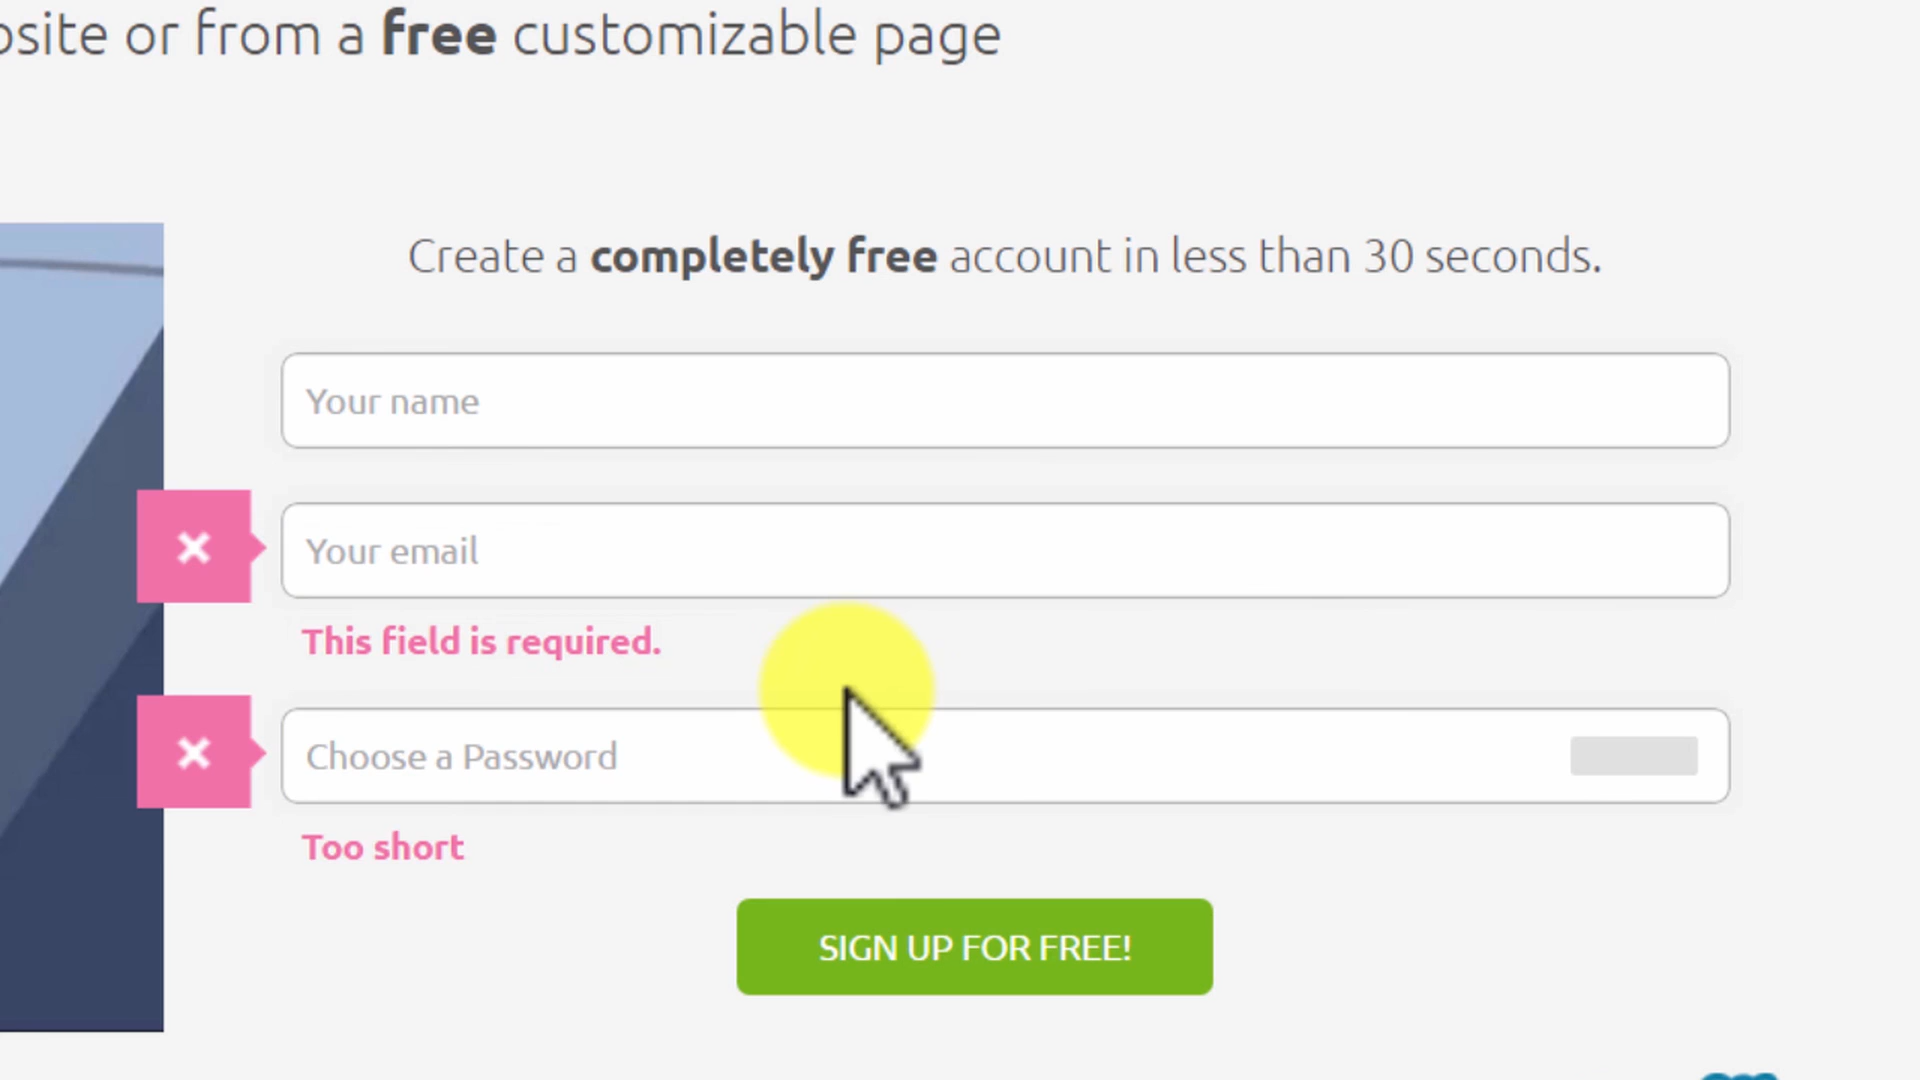 or from a free customizable page
Create a completely free account in less than 30 seconds.
Your name
Your email
This field is required.
Choose a Password
Too short
SIGN UP FOR FREE!